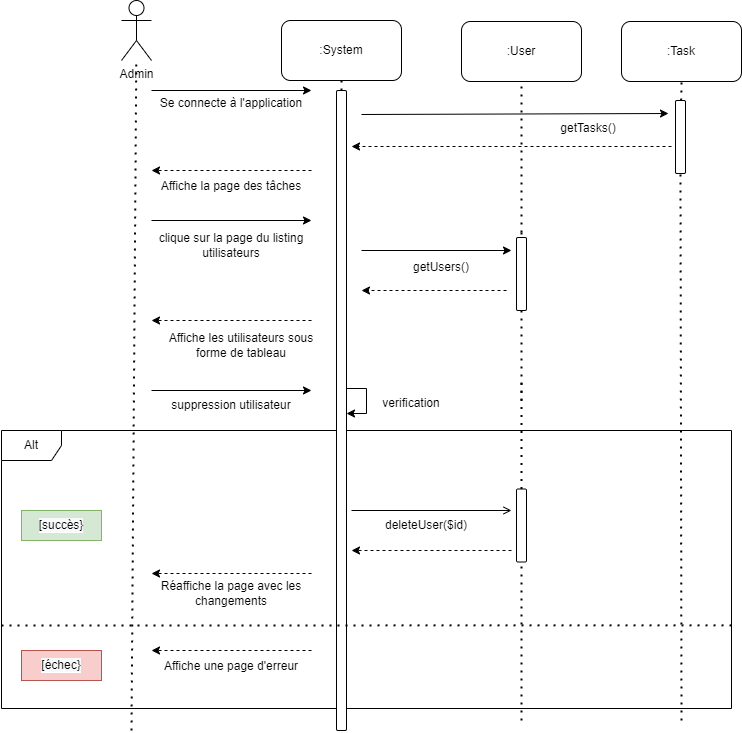 :System
:User
:Task
Admin
Se connecte à l'application
getTasks()
Affiche la page des tâches
clique sur la page du listing
utilisateurs
getUsers()
Affiche les utilisateurs sous
forme de tableau
suppression utilisateur
verification
Alt
[succès}
deleteUser($id)
Réaffiche la page avec les
changements
[échec}
Affiche une page d'erreur